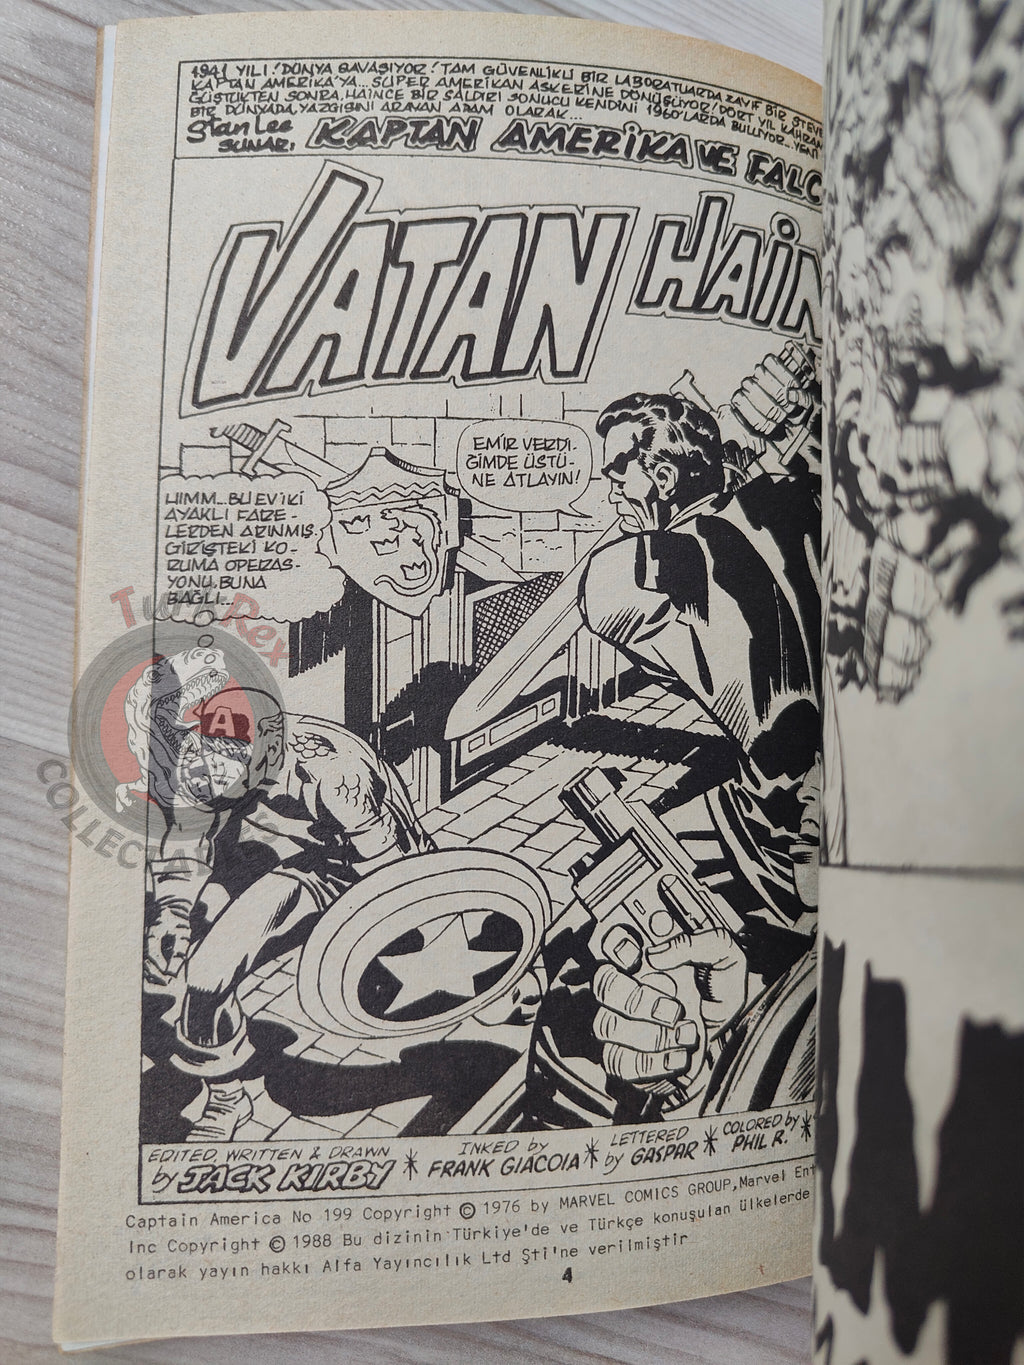 1941 YILI! DÜNYA SAVAŞIYOR! TAM GÜVENLİKLİ BİR LABORATUARDA ZAYIF BİR STEVE
KAPTAN AMERİKA'YA... SÜPER AMERİKAN ASKERİNE DÖNÜŞÜYOR! DÖRT YIL KAHRAM
GÜŞTÜKTEN SONRA, HAİNCE BİR SALDIRI SONUCU KENDİNİ 1960'LARDA BULUYOR... YENİ
BİR DÜNYADA, YAZGISINI ARAYAN ADAM OLARAK...
Stan Lee
SUNAR:
KAPTAN AMERİKA VE FALC
VATAN HAİN
EMİR VERDİ-
ĞİMDE ÜSTÜ-
NE ATLAYIN!
HIMM... BU EV İKİ
AYAKLI FARE-
LERDEN ARINMIŞ.
GİRİŞTEKİ KO-
RUMA OPERAS-
YONU, BUNA
BAĞLI...
TurcoRex
COLLECTABLES
A
EDITED, WRITTEN & DRAWN
by JACK KIRBY
* INKED by
FRANK GIACOIA
* LETTERED
by GASPAR
* COLORED by
PHIL R. *
Captain America No 199 Copyright © 1976 by MARVEL COMICS GROUP,Marvel Ent
Inc Copyright © 1988 Bu dizinin Türkiye'de ve Türkçe konuşulan ülkelerde
olarak yayın hakkı Alfa Yayıncılık Ltd Şti'ne verilmiştir
4